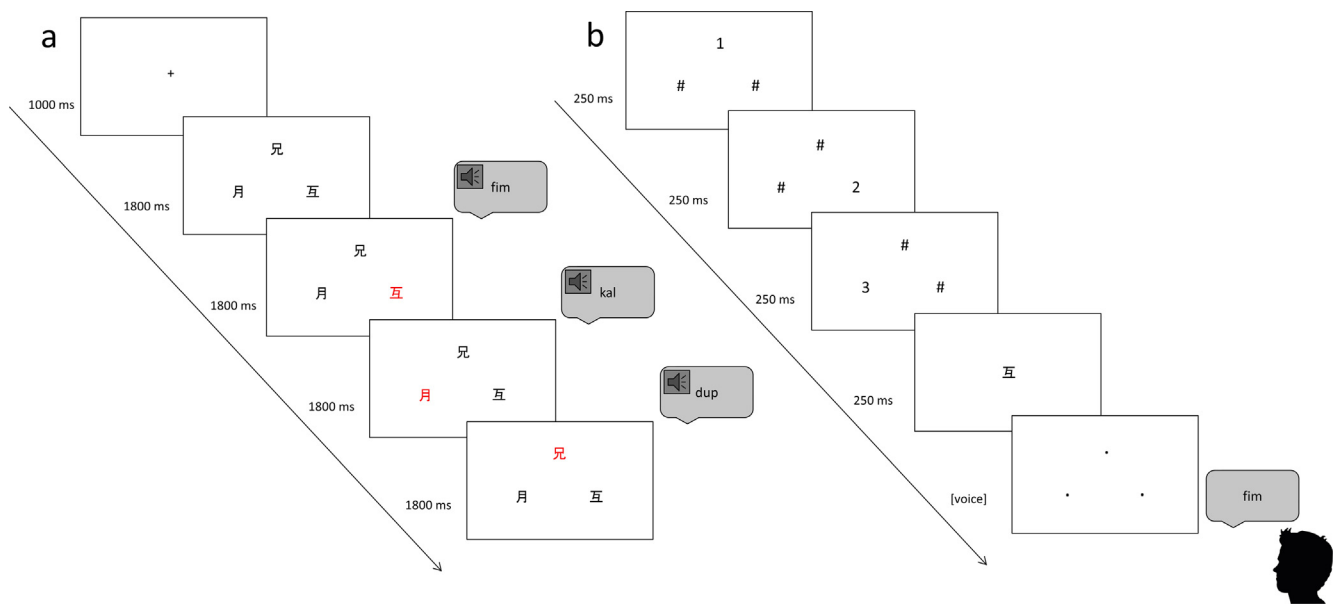 a
+
1000 ms
兄
月 互
1800 ms
fim
兄
月 互
1800 ms
kal
兄
月 互
1800 ms
dup
兄
月 互
1800 ms
b
1
# #
250 ms
#
# 2
250 ms
#
3 #
250 ms
互
250 ms
[voice]
fim